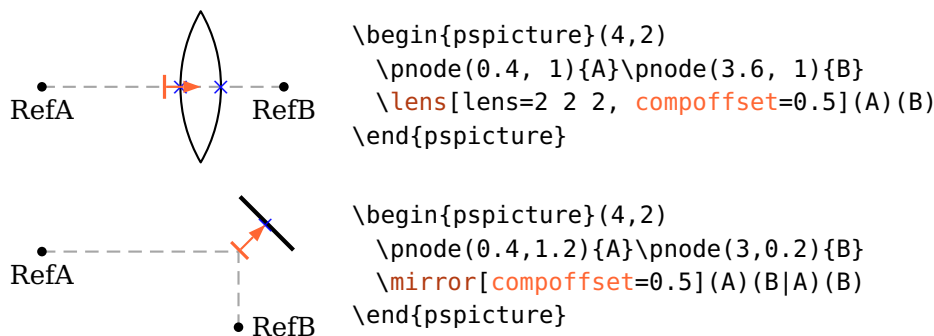 RefA
RefB
\begin{pspicture}(4,2)
\pnode(0.4, 1){A}\pnode(3.6, 1){B}
\lens[lens=2 2 2, compoffset=0.5](A)(B)
\end{pspicture}
RefA
RefB
\begin{pspicture}(4,2)
\pnode(0.4,1.2){A}\pnode(3,0.2){B}
\mirror[compoffset=0.5](A)(B|A)(B)
\end{pspicture}